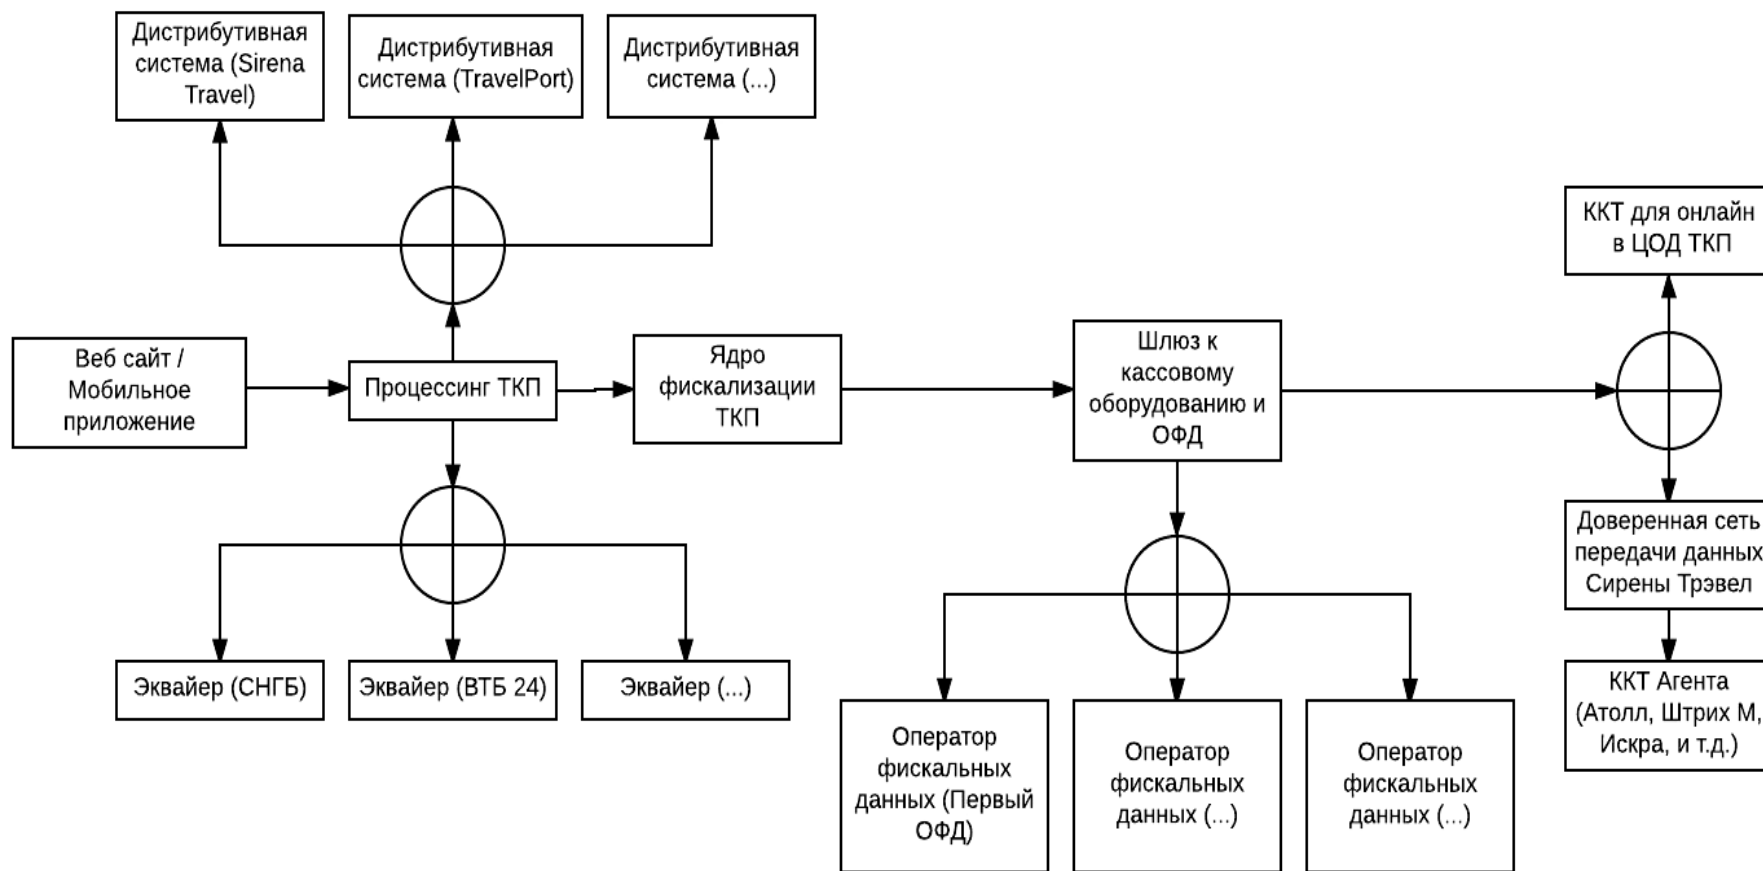 Дистрибутивная
система (Sirena
Travel)
Дистрибутивная
система (TravelPort)
Дистрибутивная
система (...)
ККТ для онлайн
в ЦОД ТКП
Веб сайт /
Мобильное
приложение
Процессинг ТКП
Ядро
фискализации
ТКП
Шлюз к
кассовому
оборудованию и
ОФД
Доверенная сеть
передачи данных
Сирены Трэвел
Эквайер (СНГБ)
Эквайер (ВТБ 24)
Эквайер (...)
Оператор
фискальных
данных (Первый
ОФД)
Оператор
фискальных
данных (...)
Оператор
фискальных
данных (...)
ККТ Агента
(Атолл, Штрих М,
Искра, и т.д.)